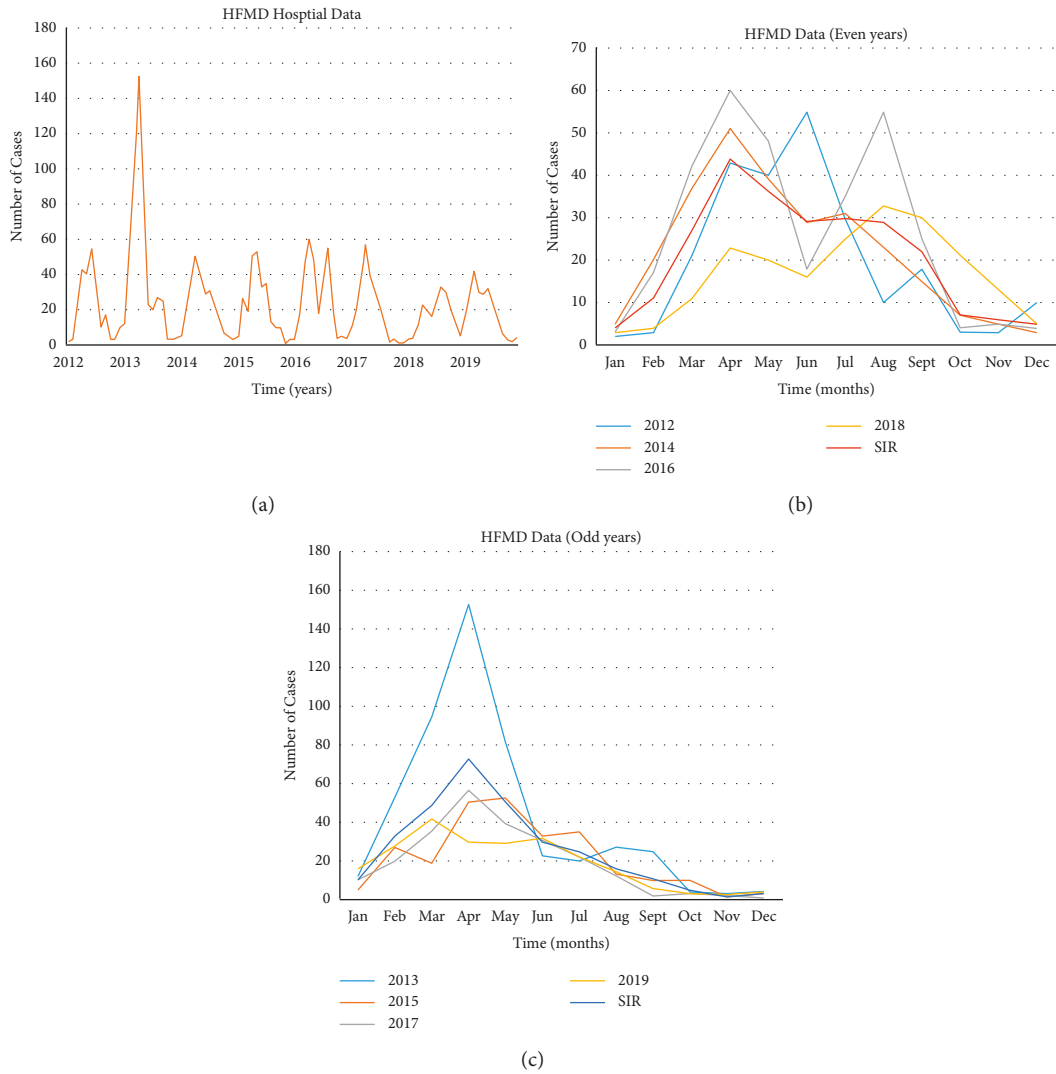 HFMD Hosptial Data
180
160
140
120
100
80
60
40
20
0
Number of Cases
2012 2013 2014 2015 2016 2017 2018 2019
Time (years)
(a)
HFMD Data (Even years)
70
60
50
40
30
20
10
0
Number of Cases
Jan Feb Mar Apr May Jun Jul Aug Sept Oct Nov Dec
Time (months)
2012
2014
2016
2018
SIR
(b)
HFMD Data (Odd years)
180
160
140
120
100
80
60
40
20
0
Number of Cases
Jan Feb Mar Apr May Jun Jul Aug Sept Oct Nov Dec
Time (months)
2013
2015
2017
2019
SIR
(c)